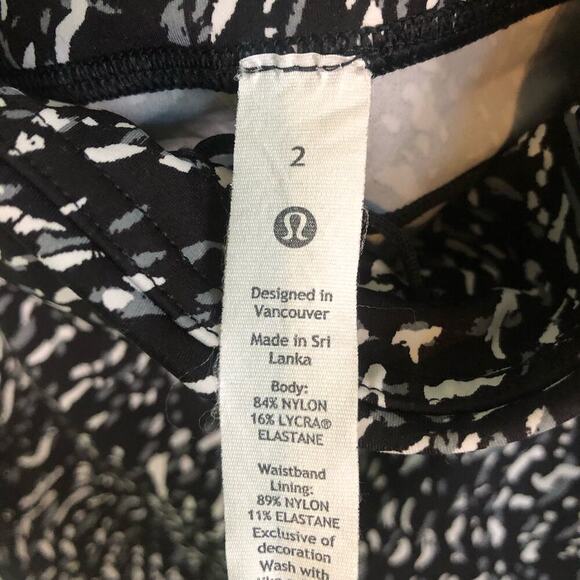 2
Designed in
Vancouver
Made in Sri
Lanka
Body:
84% NYLON
16% LYCRA®
ELASTANE
Waistband
Lining:
89% NYLON
11% ELASTANE
Exclusive of
decoration
Wash with